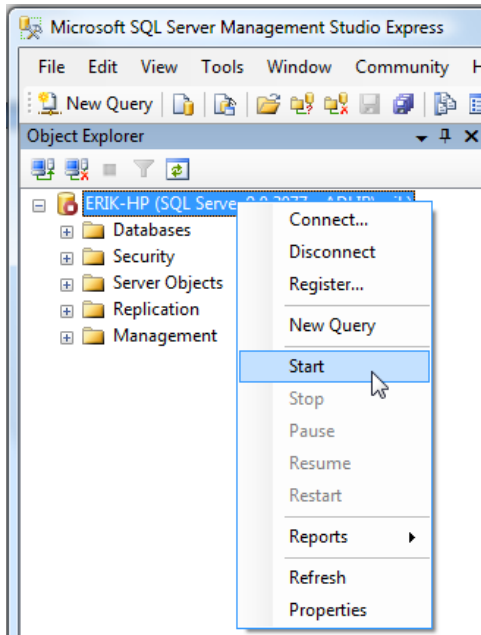 Microsoft SQL Server Management Studio Express
File Edit View Tools Window Community H
New Query
Object Explorer
ERIK-HP (SQL Serve
Databases
Security
Server Objects
Replication
Management
Connect...
Disconnect
Register...
New Query
Start
Stop
Pause
Resume
Restart
Reports
Refresh
Properties